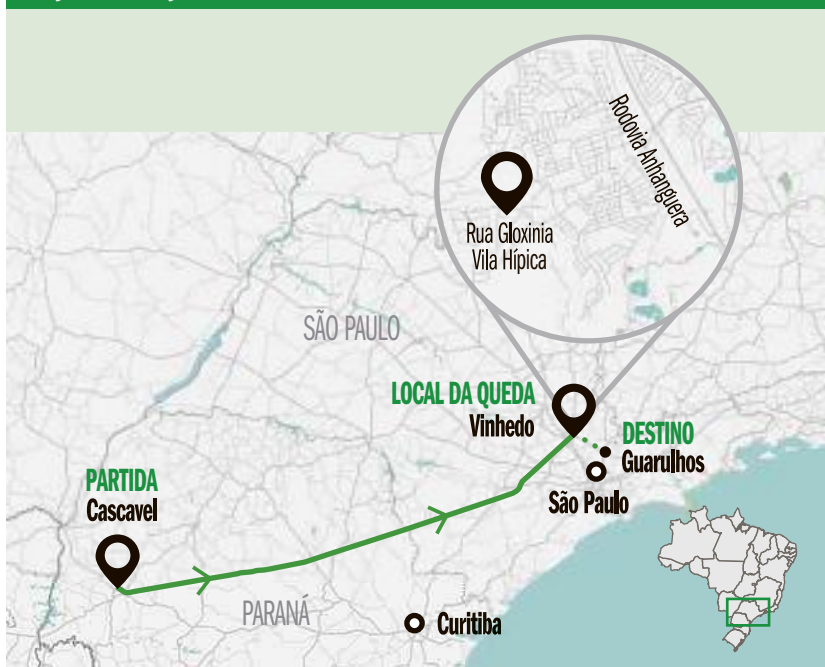 Rodovia Anhanguera
Rua Gloxinia
Vila Hípica
SÃO PAULO
LOCAL DA QUEDA
Vinhedo
DESTINO
Guarulhos
São Paulo
PARTIDA
Cascavel
PARANÁ
Curitiba